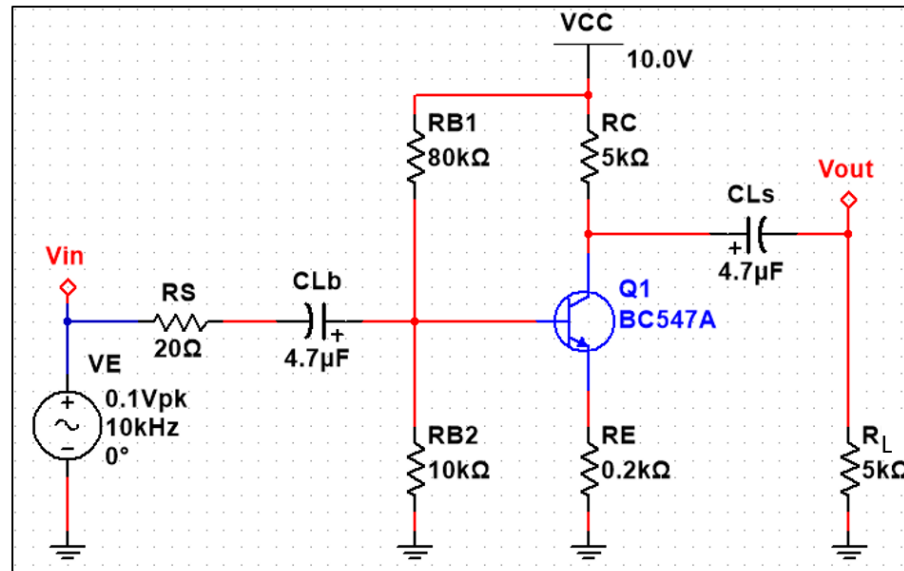 VCC
10.0V
RB1
80kΩ
RC
5kΩ
Vout
CLs
+
4.7µF
Vin
RS
20Ω
CLb
+
4.7µF
Q1
BC547A
VE
0.1Vpk
10kHz
0°
RB2
10kΩ
RE
0.2kΩ
RL
5kΩ